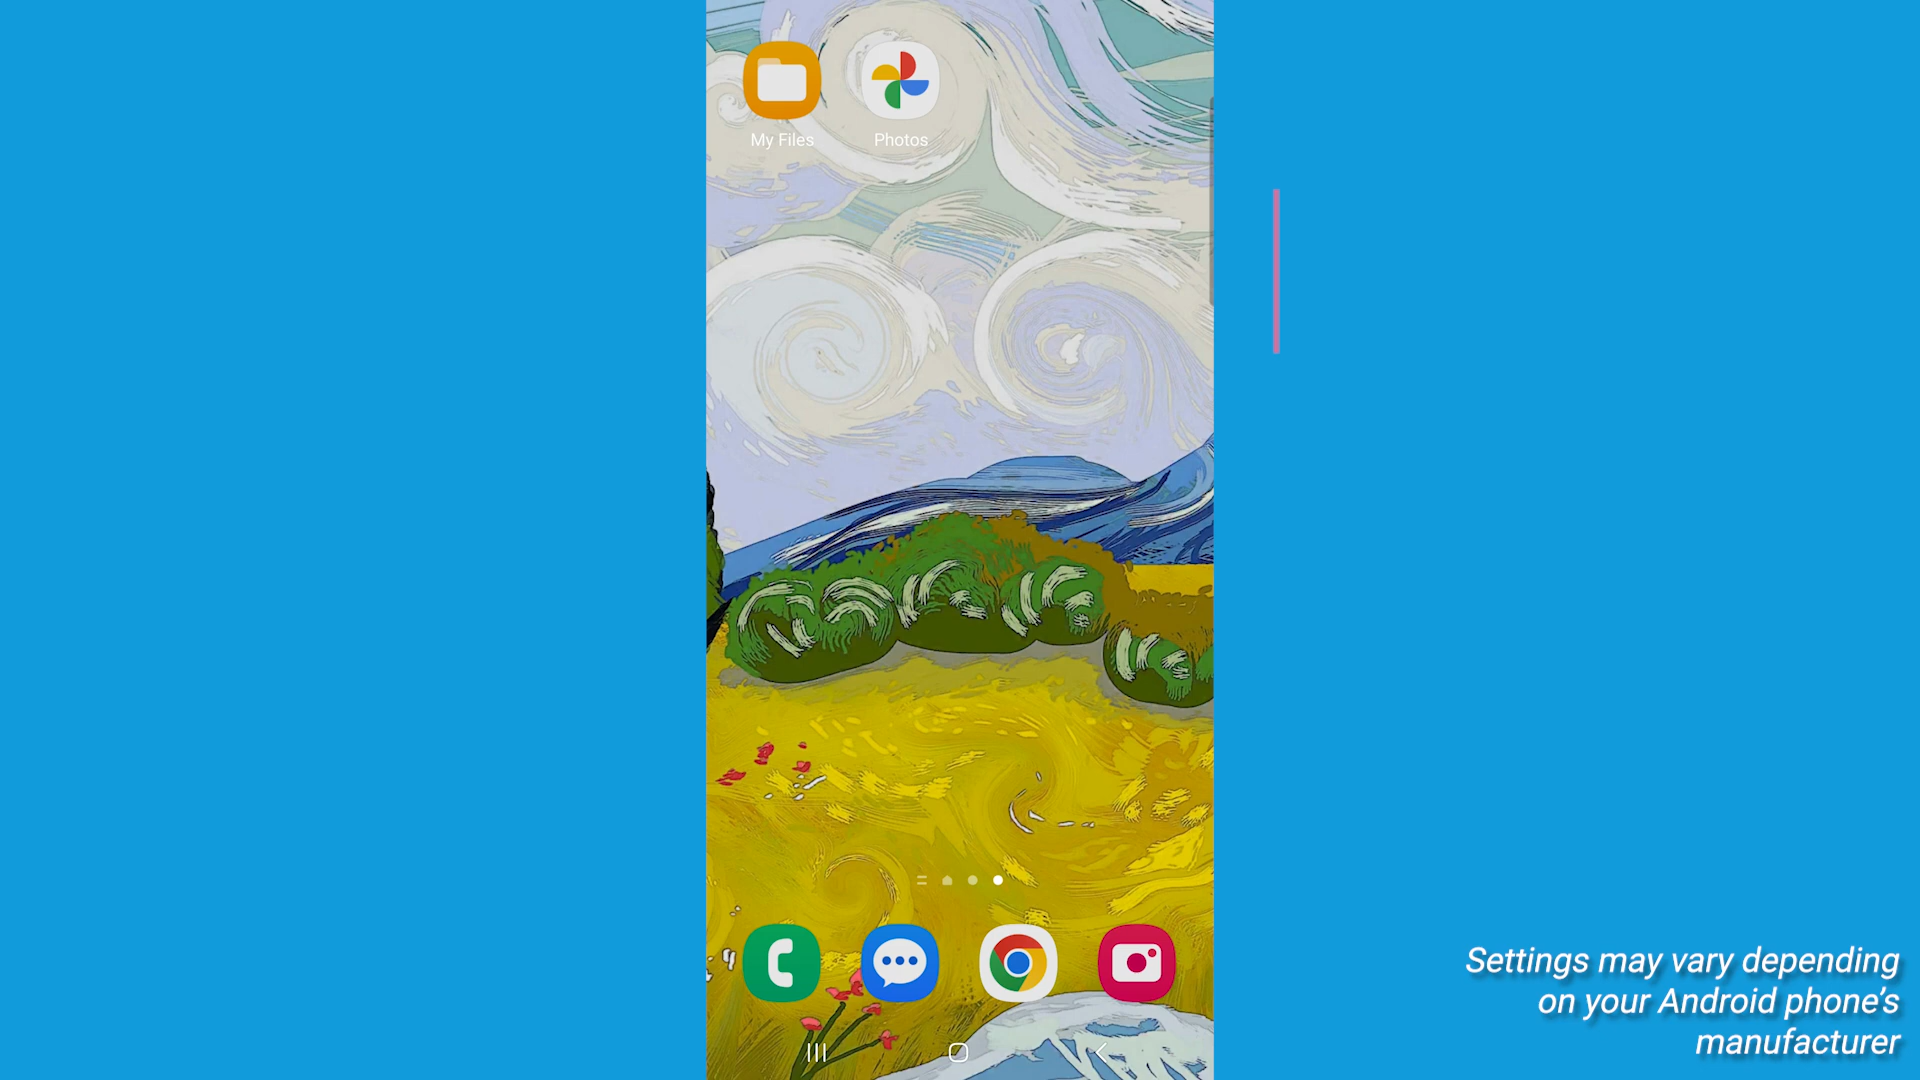 My Files
Photos
Settings may vary depending
on your Android phone’s
manufacturer